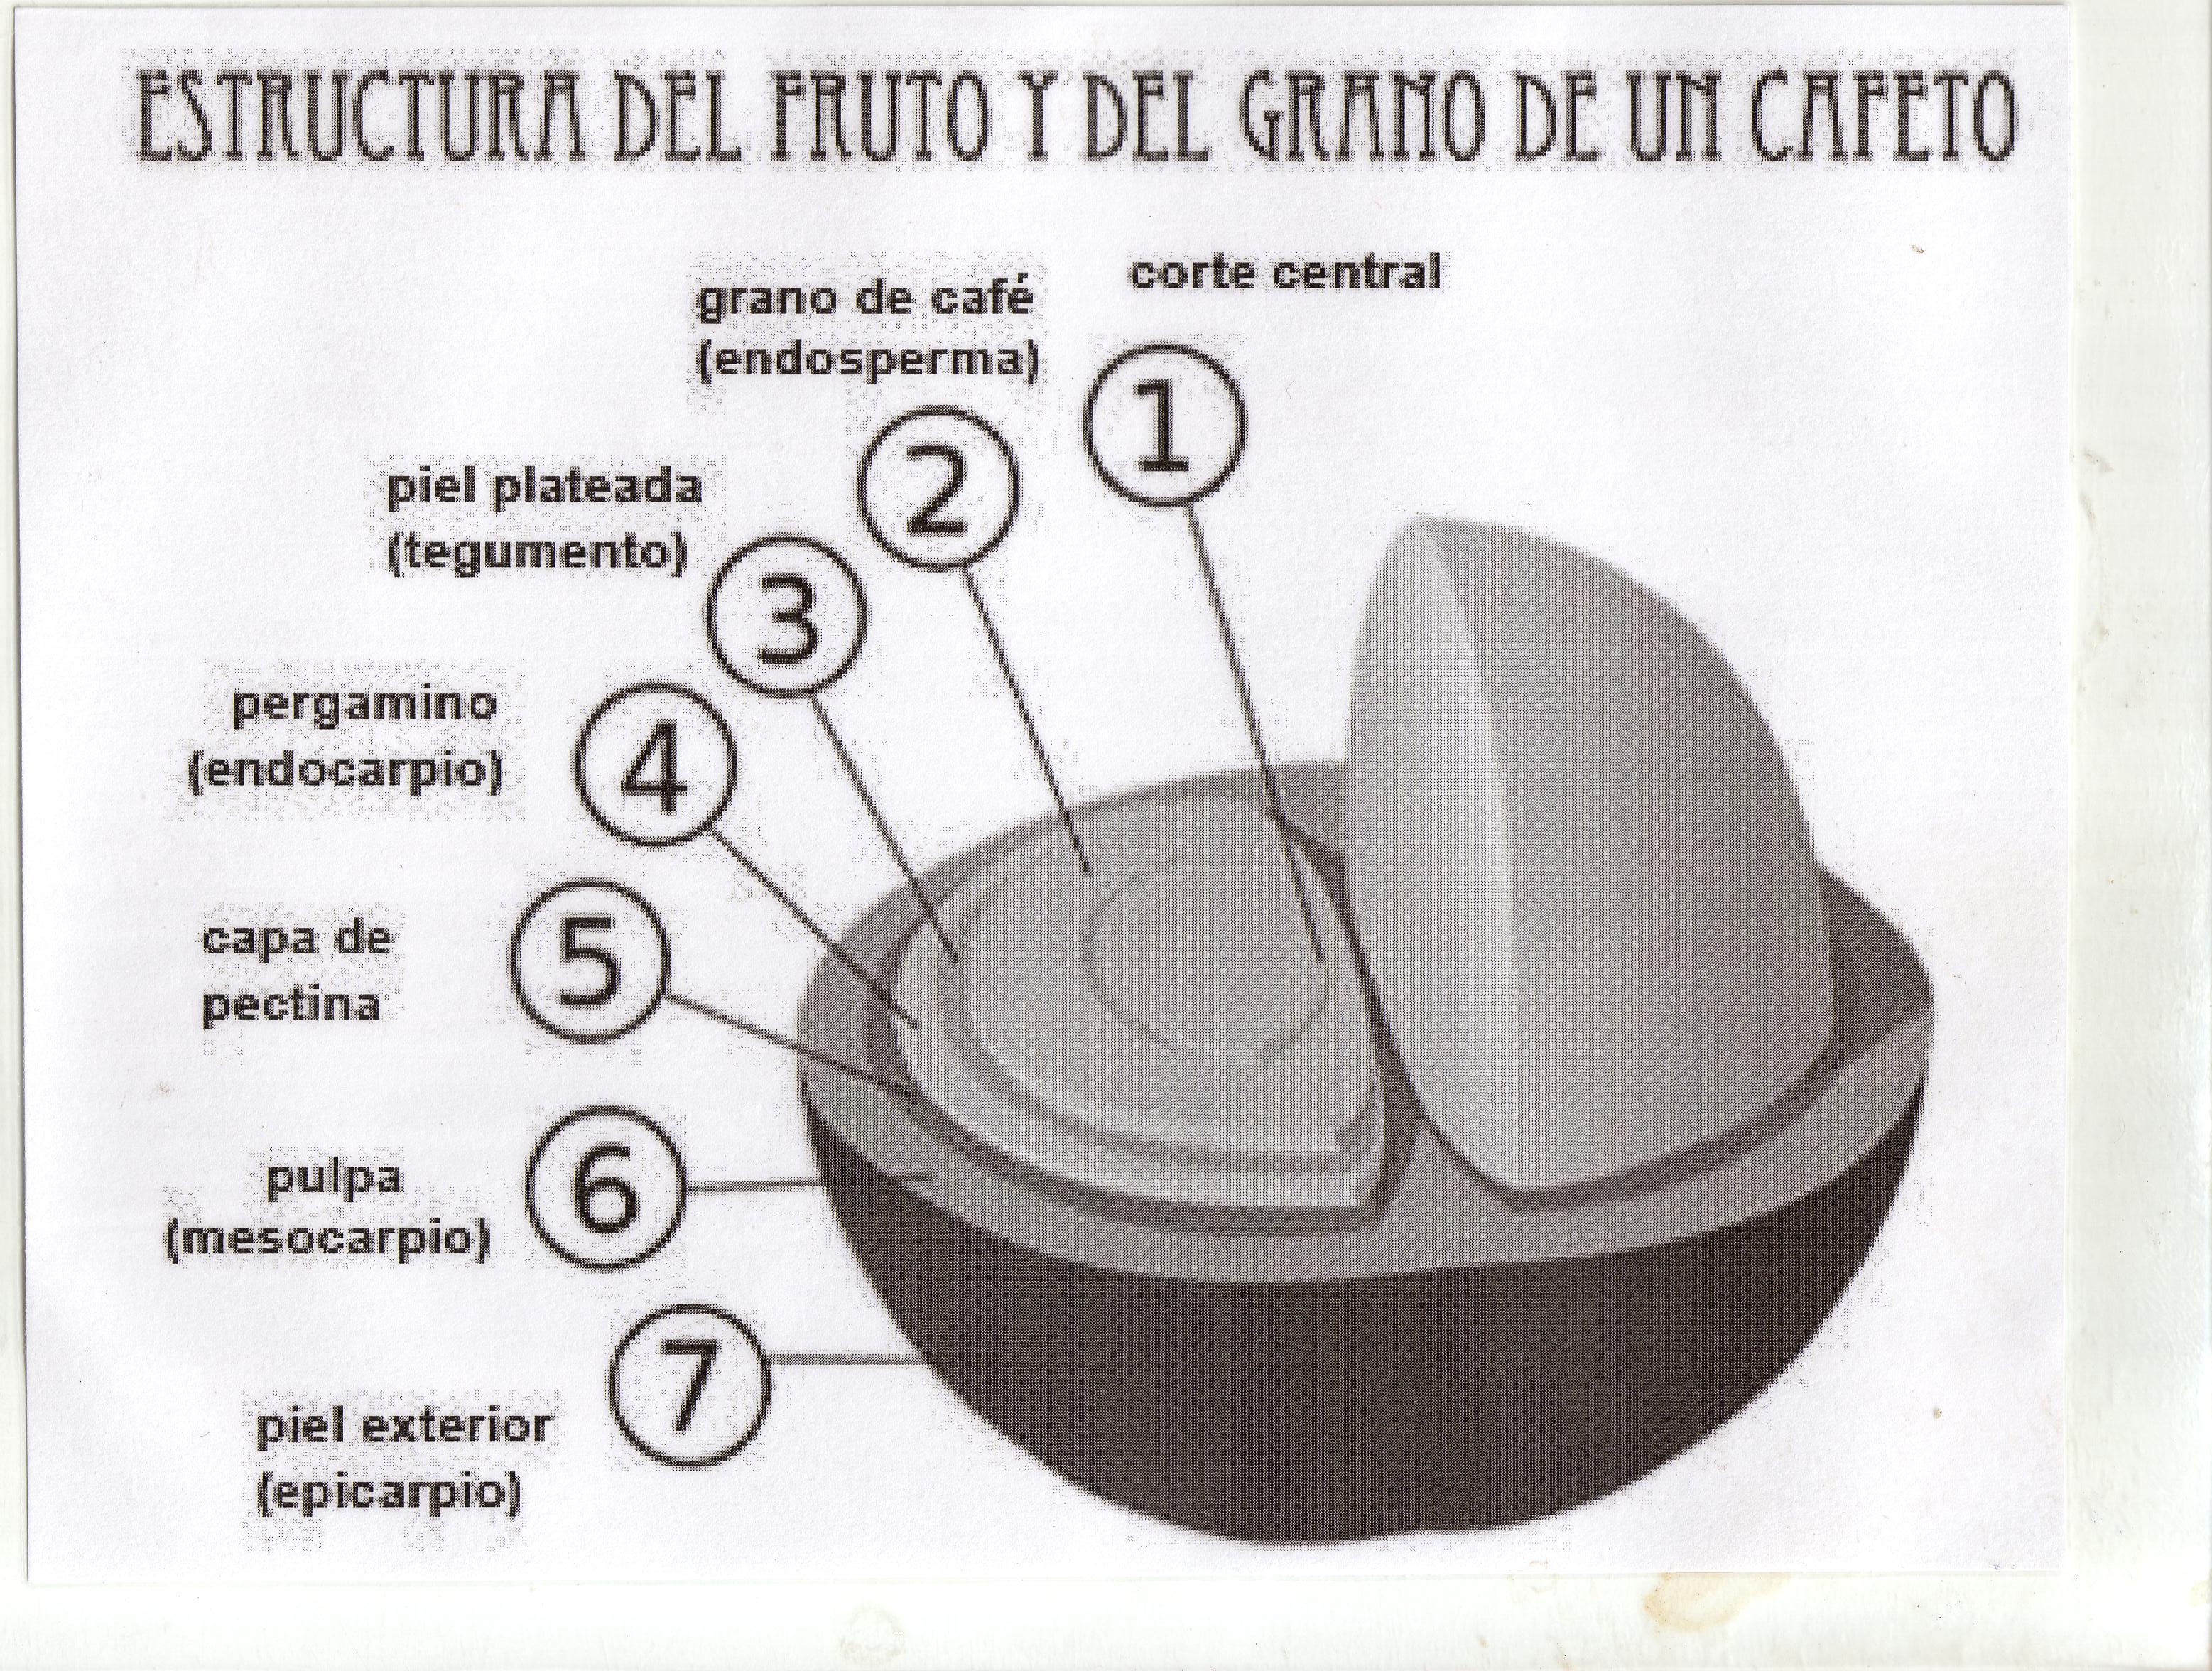 ESTRUCTURA DEL FRUTO Y DEL GRANO DE UN CAFETO
corte central
1
grano de café
(endosperma)
2
piel plateada
(tegumento)
3
pergamino
(endocarpio)
4
capa de
pectina
5
pulpa
(mesocarpio)
6
piel exterior
(epicarpio)
7